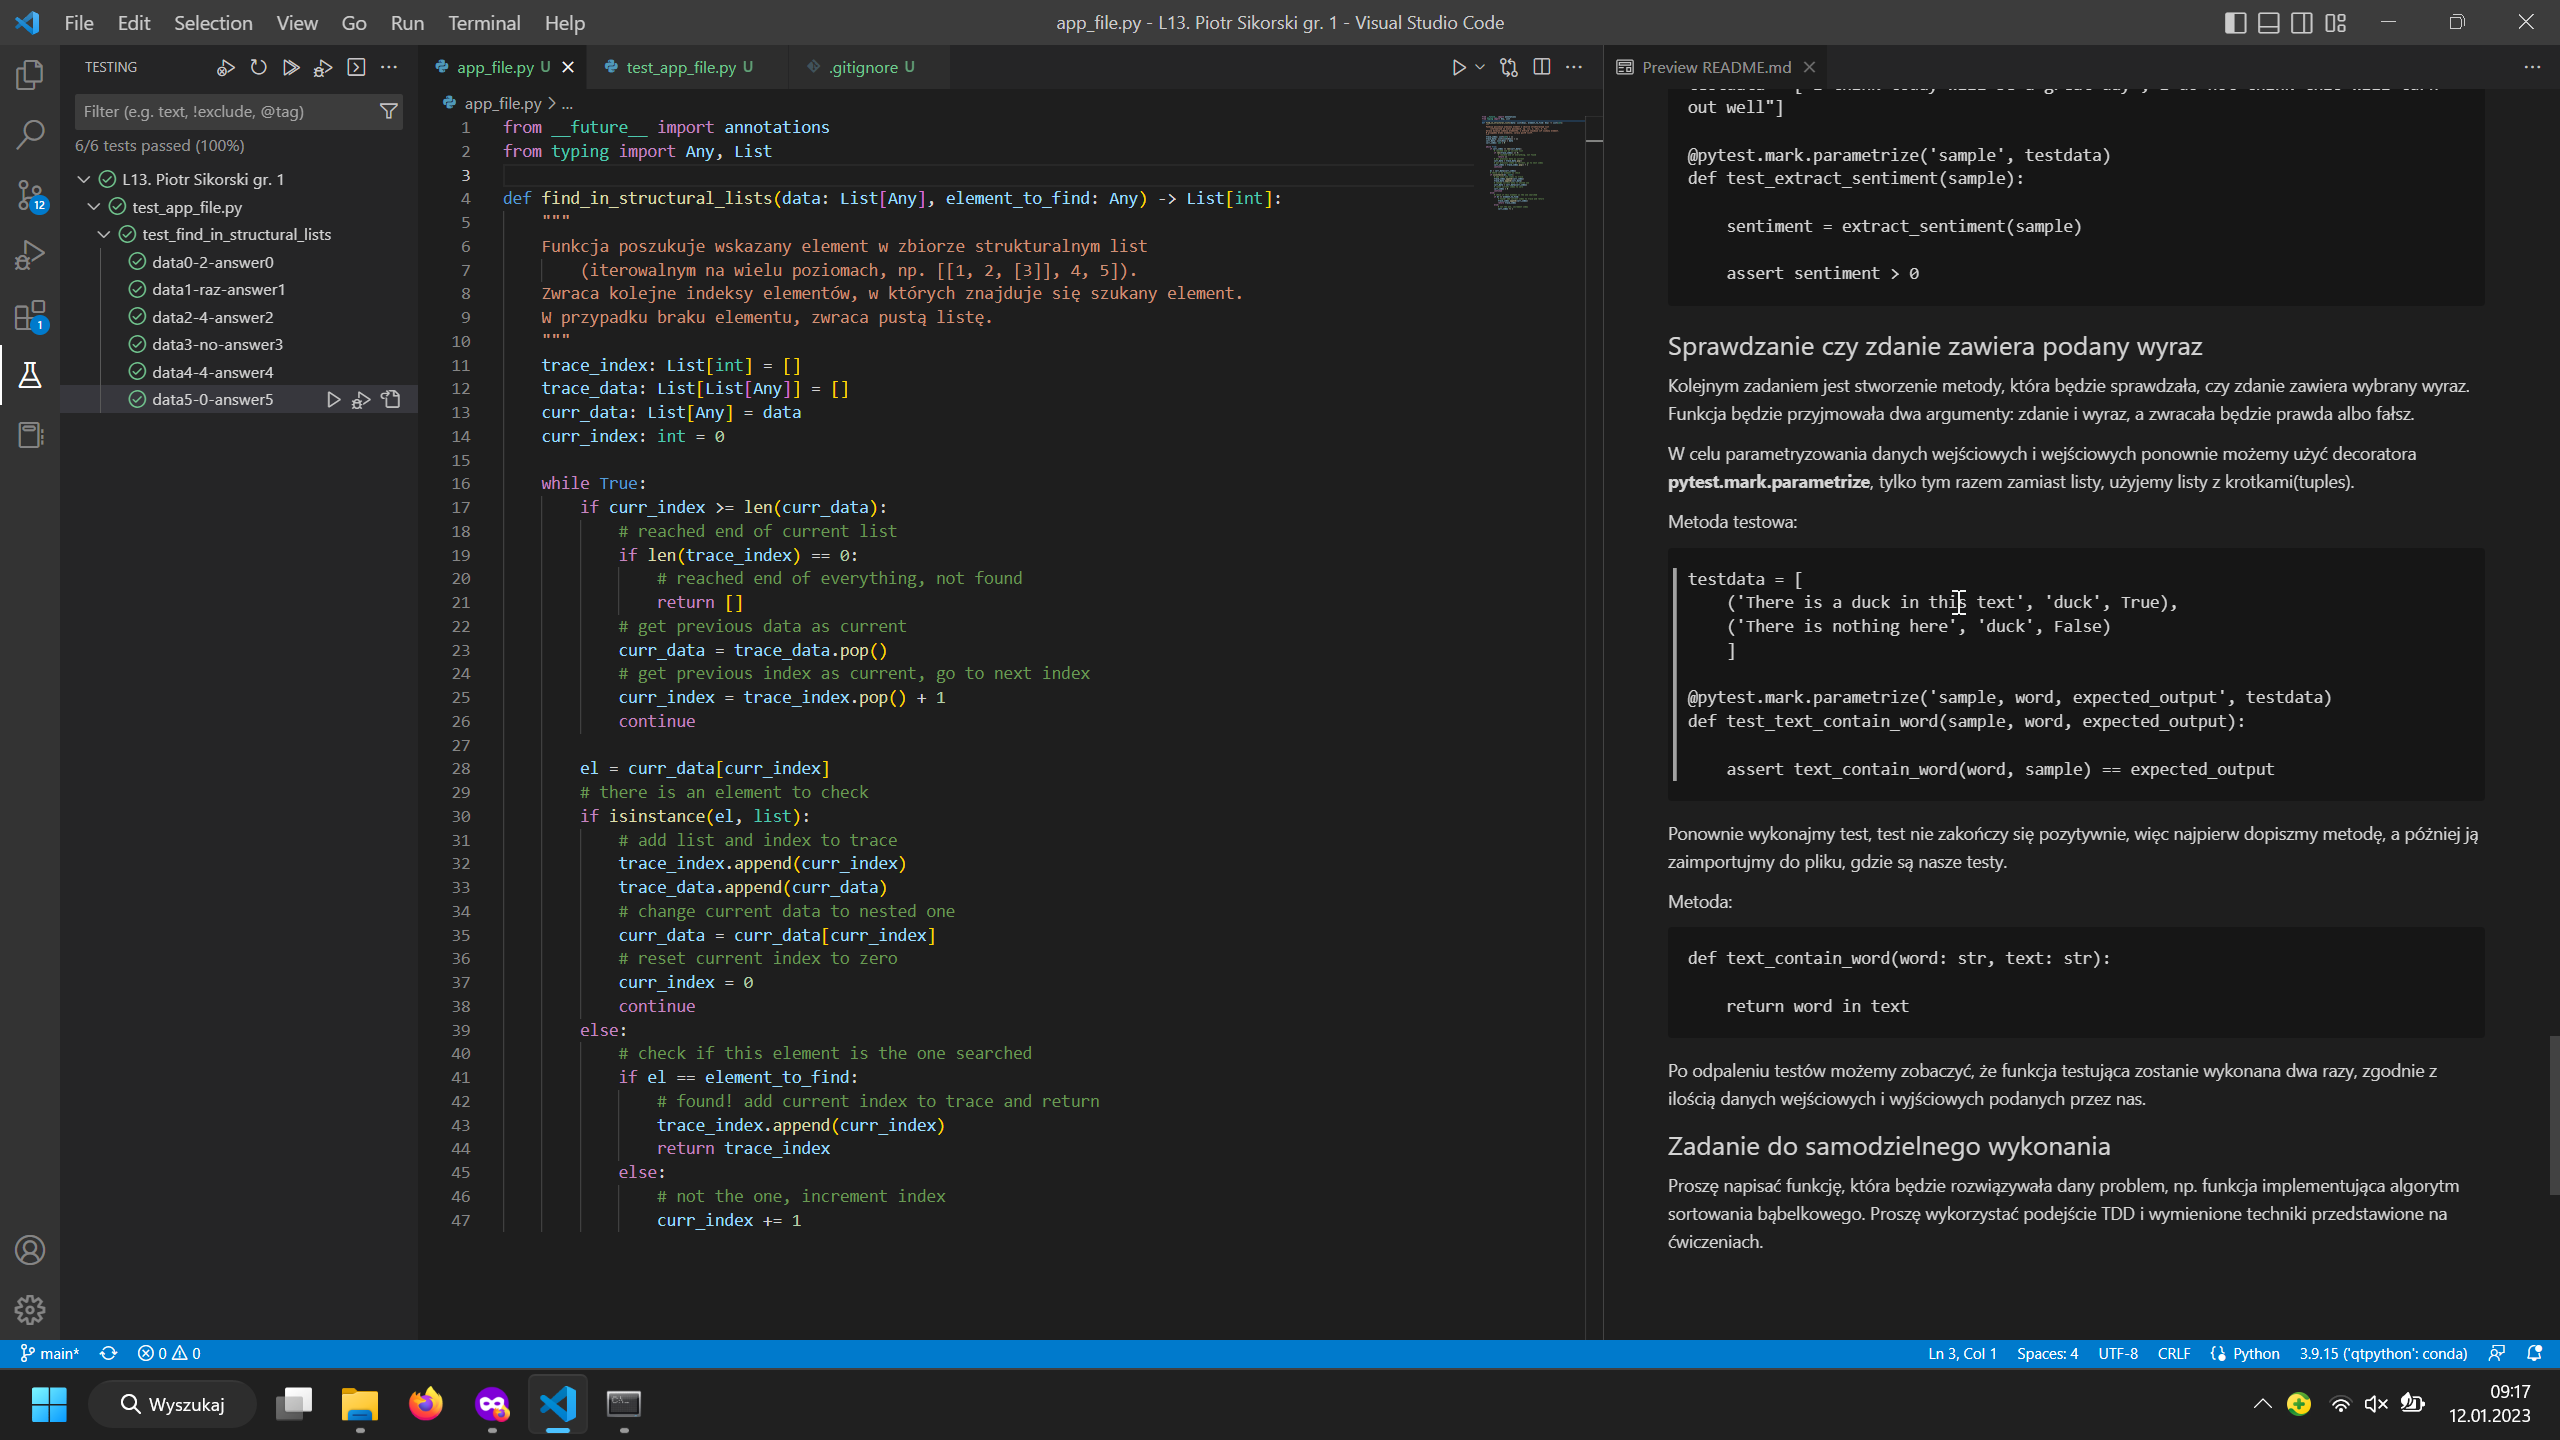 File Edit Selection View Go Run Terminal Help
app_file.py - L13. Piotr Sikorski gr. 1 - Visual Studio Code
TESTING
Filter (e.g. text, !exclude, @tag)
6/6 tests passed (100%)
L13. Piotr Sikorski gr. 1
test_app_file.py
test_find_in_structural_lists
data0-2-answer0
data1-raz-answer1
data2-4-answer2
data3-no-answer3
data4-4-answer4
data5-0-answer5
12
1
app_file.py U
test_app_file.py U
.gitignore U
app_file.py > ...
1 from __future__ import annotations
2 from typing import Any, List
3
4 def find_in_structural_lists(data: List[Any], element_to_find: Any) -> List[int]:
5     """
6     Funkcja poszukuje wskazany element w zbiorze strukturalnym list
7         (iterowalnym na wielu poziomach, np. [[1, 2, [3]], 4, 5]).
8     Zwraca kolejne indeksy elementów, w których znajduje się szukany element.
9     W przypadku braku elementu, zwraca pustą listę.
10     """
11     trace_index: List[int] = []
12     trace_data: List[List[Any]] = []
13     curr_data: List[Any] = data
14     curr_index: int = 0
15
16     while True:
17         if curr_index >= len(curr_data):
18             # reached end of current list
19             if len(trace_index) == 0:
20                 # reached end of everything, not found
21                 return []
22             # get previous data as current
23             curr_data = trace_data.pop()
24             # get previous index as current, go to next index
25             curr_index = trace_index.pop() + 1
26             continue
27
28         el = curr_data[curr_index]
29         # there is an element to check
30         if isinstance(el, list):
31             # add list and index to trace
32             trace_index.append(curr_index)
33             trace_data.append(curr_data)
34             # change current data to nested one
35             curr_data = curr_data[curr_index]
36             # reset current index to zero
37             curr_index = 0
38             continue
39         else:
40             # check if this element is the one searched
41             if el == element_to_find:
42                 # found! add current index to trace and return
43                 trace_index.append(curr_index)
44                 return trace_index
45             else:
46                 # not the one, increment index
47                 curr_index += 1
Preview README.md
out well"]
@pytest.mark.parametrize('sample', testdata)
def test_extract_sentiment(sample):
    sentiment = extract_sentiment(sample)
    assert sentiment > 0
Sprawdzanie czy zdanie zawiera podany wyraz
Kolejnym zadaniem jest stworzenie metody, która będzie sprawdzała, czy zdanie zawiera wybrany wyraz.
Funkcja będzie przyjmowała dwa argumenty: zdanie i wyraz, a zwracała będzie prawda albo fałsz.
W celu parametryzowania danych wejściowych i wejściowych ponownie możemy użyć decoratora
pytest.mark.parametrize, tylko tym razem zamiast listy, użyjemy listy z krotkami(tuples).
Metoda testowa:
testdata = [
    ('There is a duck in this text', 'duck', True),
    ('There is nothing here', 'duck', False)
    ]
@pytest.mark.parametrize('sample, word, expected_output', testdata)
def test_text_contain_word(sample, word, expected_output):
    assert text_contain_word(word, sample) == expected_output
Ponownie wykonajmy test, test nie zakończy się pozytywnie, więc najpierw dopiszmy metodę, a póżniej ją
zaimportujmy do pliku, gdzie są nasze testy.
Metoda:
def text_contain_word(word: str, text: str):
    return word in text
Po odpaleniu testów możemy zobaczyć, że funkcja testująca zostanie wykonana dwa razy, zgodnie z
ilością danych wejściowych i wyjściowych podanych przez nas.
Zadanie do samodzielnego wykonania
Proszę napisać funkcję, która będzie rozwiązywała dany problem, np. funkcja implementująca algorytm
sortowania bąbelkowego. Proszę wykorzystać podejście TDD i wymienione techniki przedstawione na
ćwiczeniach.
main* 0 0
Ln 3, Col 1 Spaces: 4 UTF-8 CRLF Python 3.9.15 ('qtpython': conda)
Wyszukaj
09:17
12.01.2023